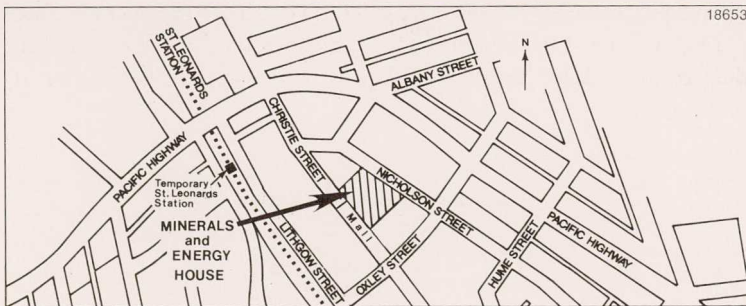 18653
N
ST. LEONARDS
STATION
ALBANY STREET
CHRISTIE STREET
PACIFIC HIGHWAY
Temporary
St. Leonards
Station
NICHOLSON STREET
MINERALS
and
ENERGY
HOUSE
Mall
LITHGOW STREET
OXLEY STREET
HUME STREET
PACIFIC HIGHWAY